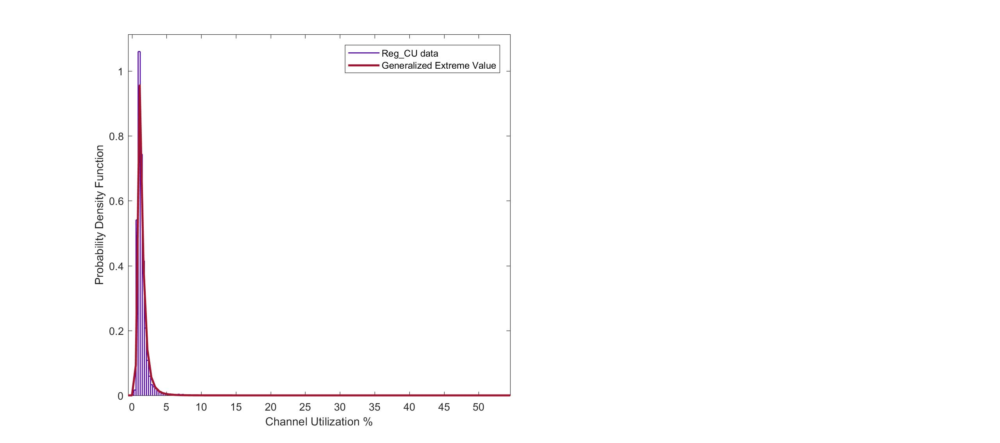 Reg_CU data
Generalized Extreme Value
1
0.8
0.6
0.4
0.2
0
Probability Density Function
0 5 10 15 20 25 30 35 40 45 50
Channel Utilization %